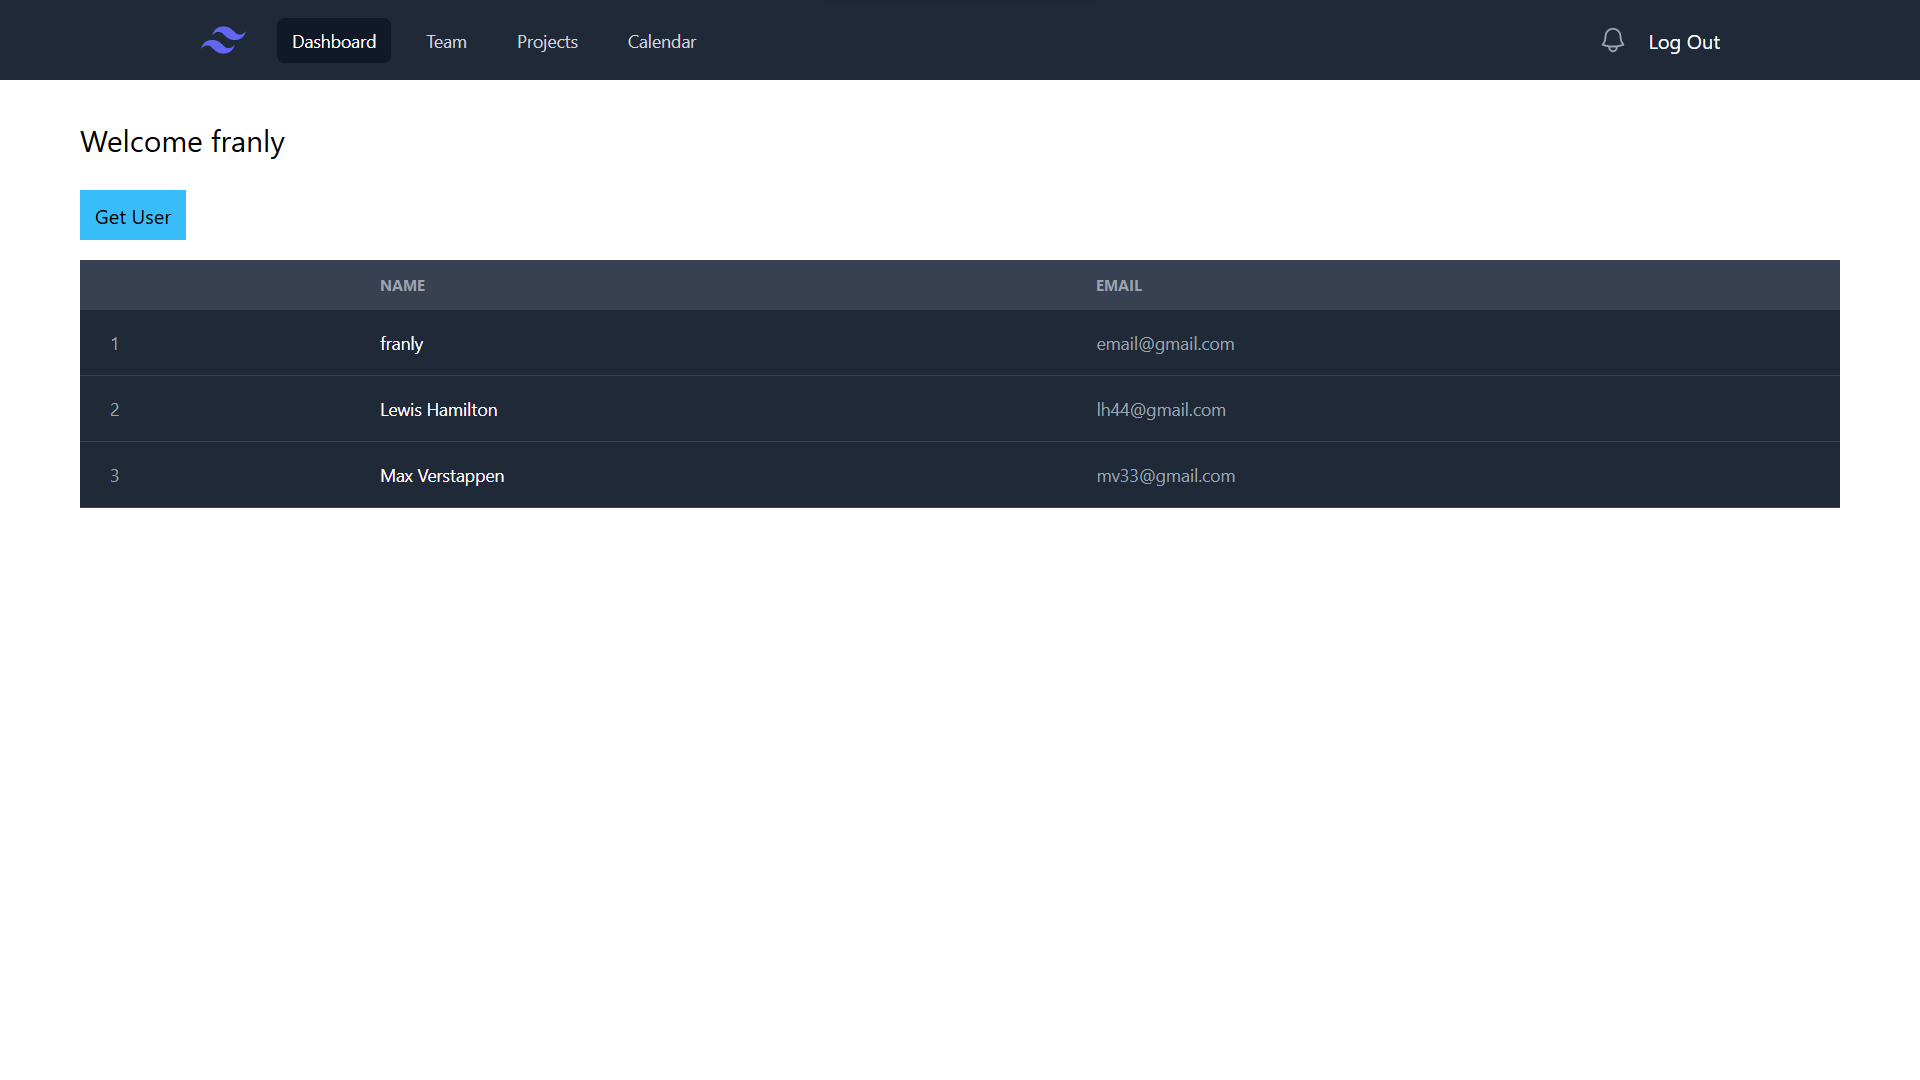 Dashboard Team Projects Calendar Log Out
Welcome franly
Get User
NAME EMAIL
1 franly email@gmail.com
2 Lewis Hamilton lh44@gmail.com
3 Max Verstappen mv33@gmail.com